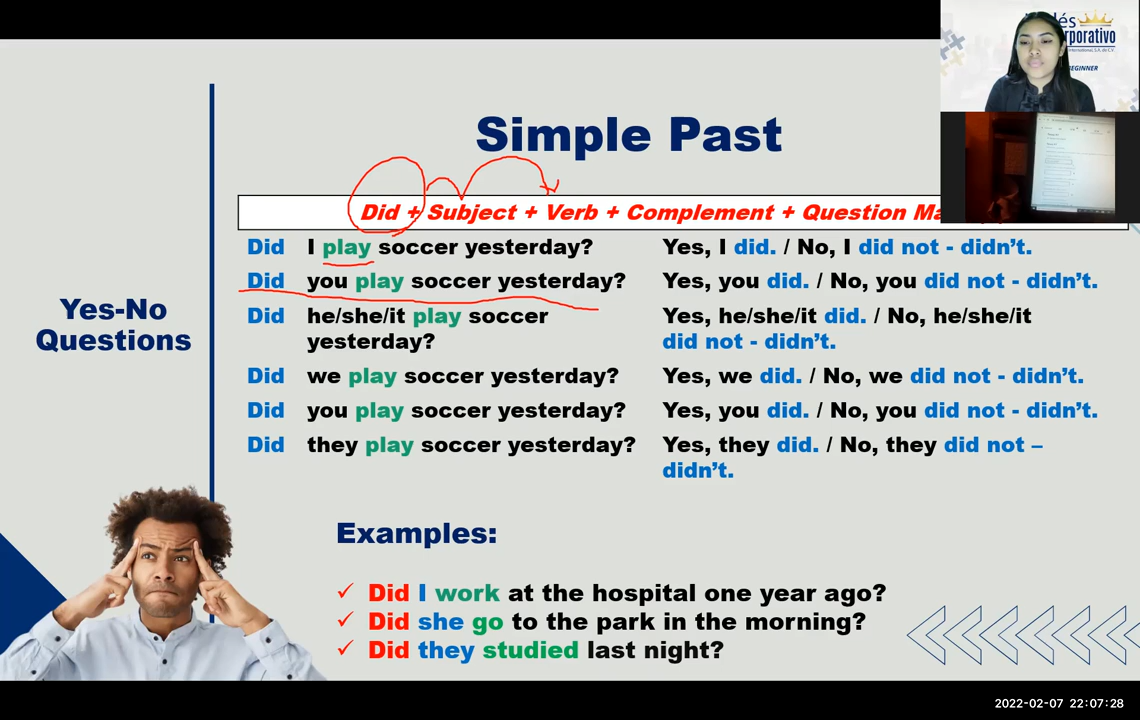 lés
rporativo
International, S.A. de C.V.
EGINNER
Simple Past
Did + Subject + Verb + Complement + Question Ma
Did I play soccer yesterday? Yes, I did. / No, I did not - didn’t.
Did you play soccer yesterday? Yes, you did. / No, you did not - didn’t.
Did he/she/it play soccer Yes, he/she/it did. / No, he/she/it
yesterday? did not - didn’t.
Did we play soccer yesterday? Yes, we did. / No, we did not - didn’t.
Did you play soccer yesterday? Yes, you did. / No, you did not - didn’t.
Did they play soccer yesterday? Yes, they did. / No, they did not –
didn’t.
Yes-No
Questions
Examples:
✓ Did I work at the hospital one year ago?
✓ Did she go to the park in the morning?
✓ Did they studied last night?
2022-02-07 22:07:28